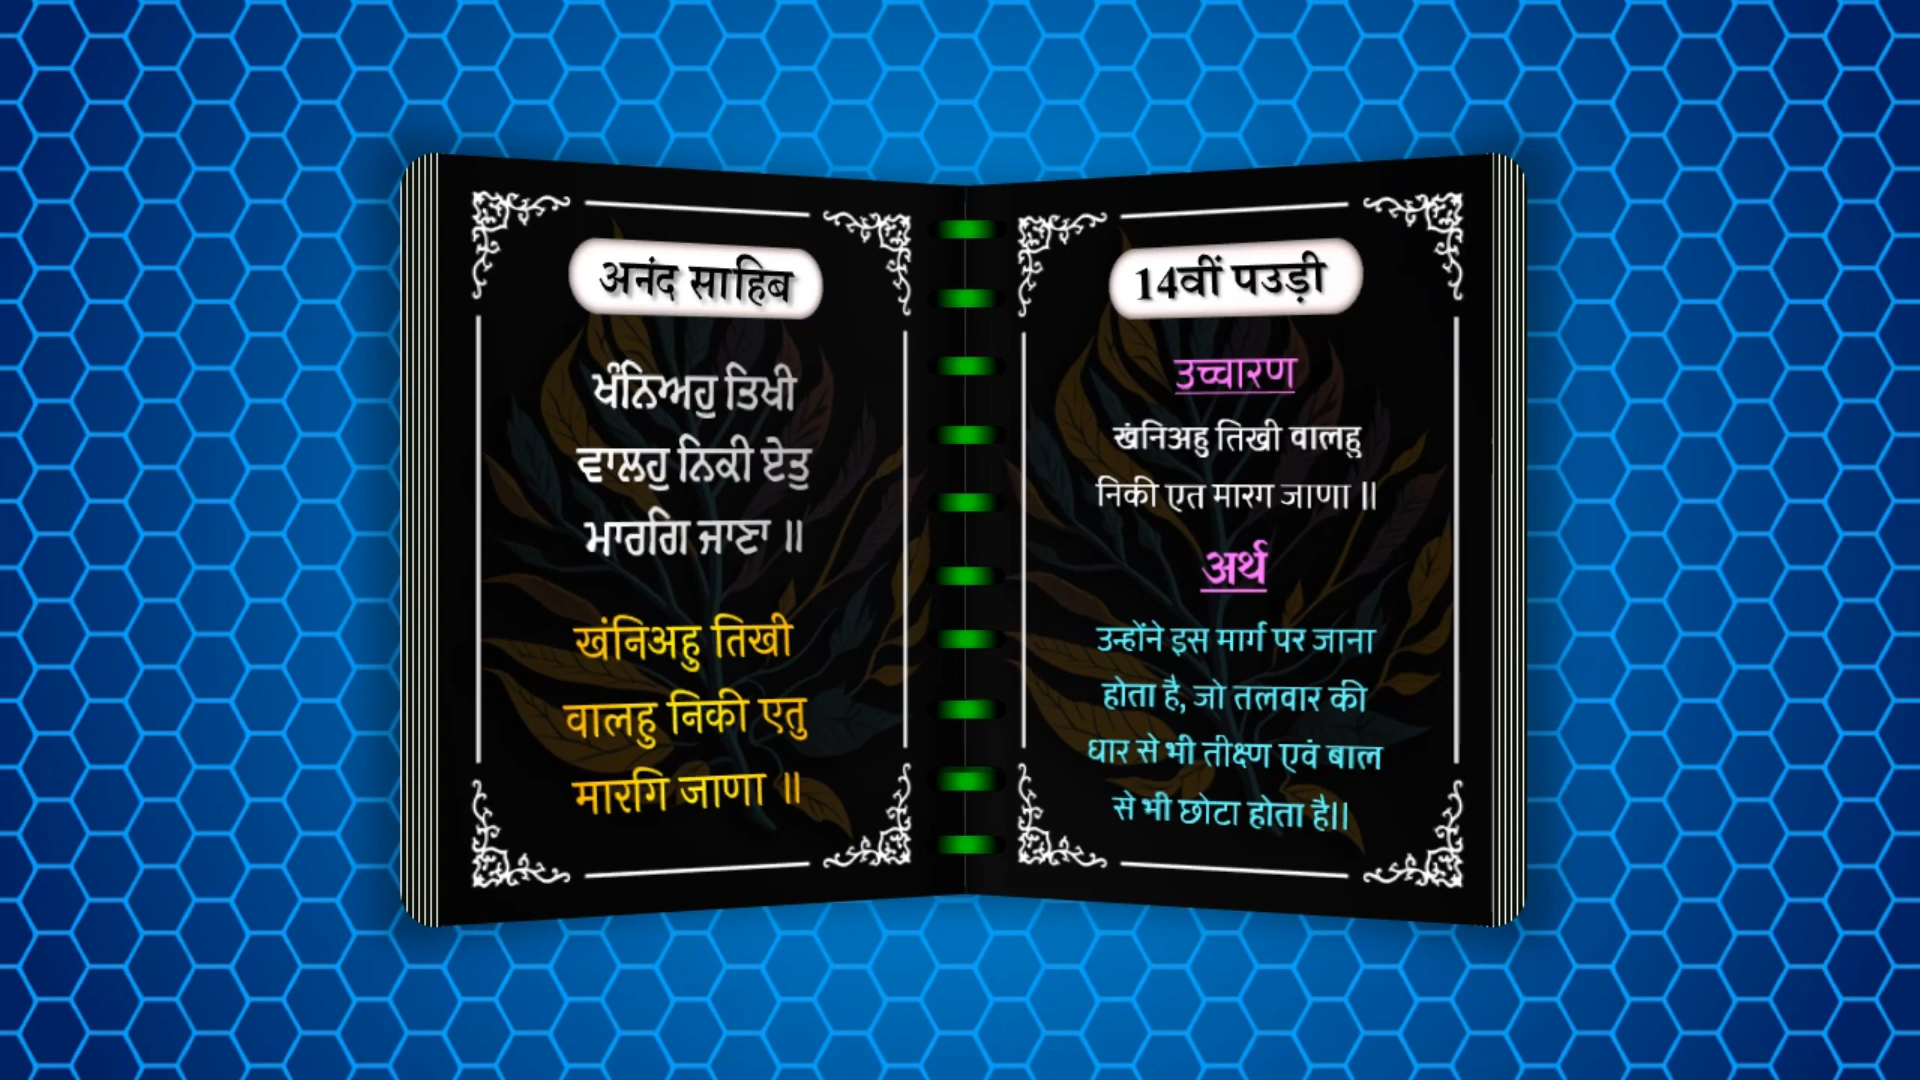 अनंद साहिब
ਖੰਨਿਅਹੁ ਤਿਖੀ
ਵਾਲਹੁ ਨਿਕੀ ਏਤੁ
ਮਾਰਗਿ ਜਾਣਾ ॥
खंनिअहु तिखी
वालहु निकी एतु
मारगि जाणा ॥
14वीं पउड़ी
उच्चारण
खंनिअहु तिखी वालहु
निकी एत मारग जाणा ॥
अर्थ
उन्होंने इस मार्ग पर जाना
होता है, जो तलवार की
धार से भी तीक्ष्ण एवं बाल
से भी छोटा होता है॥